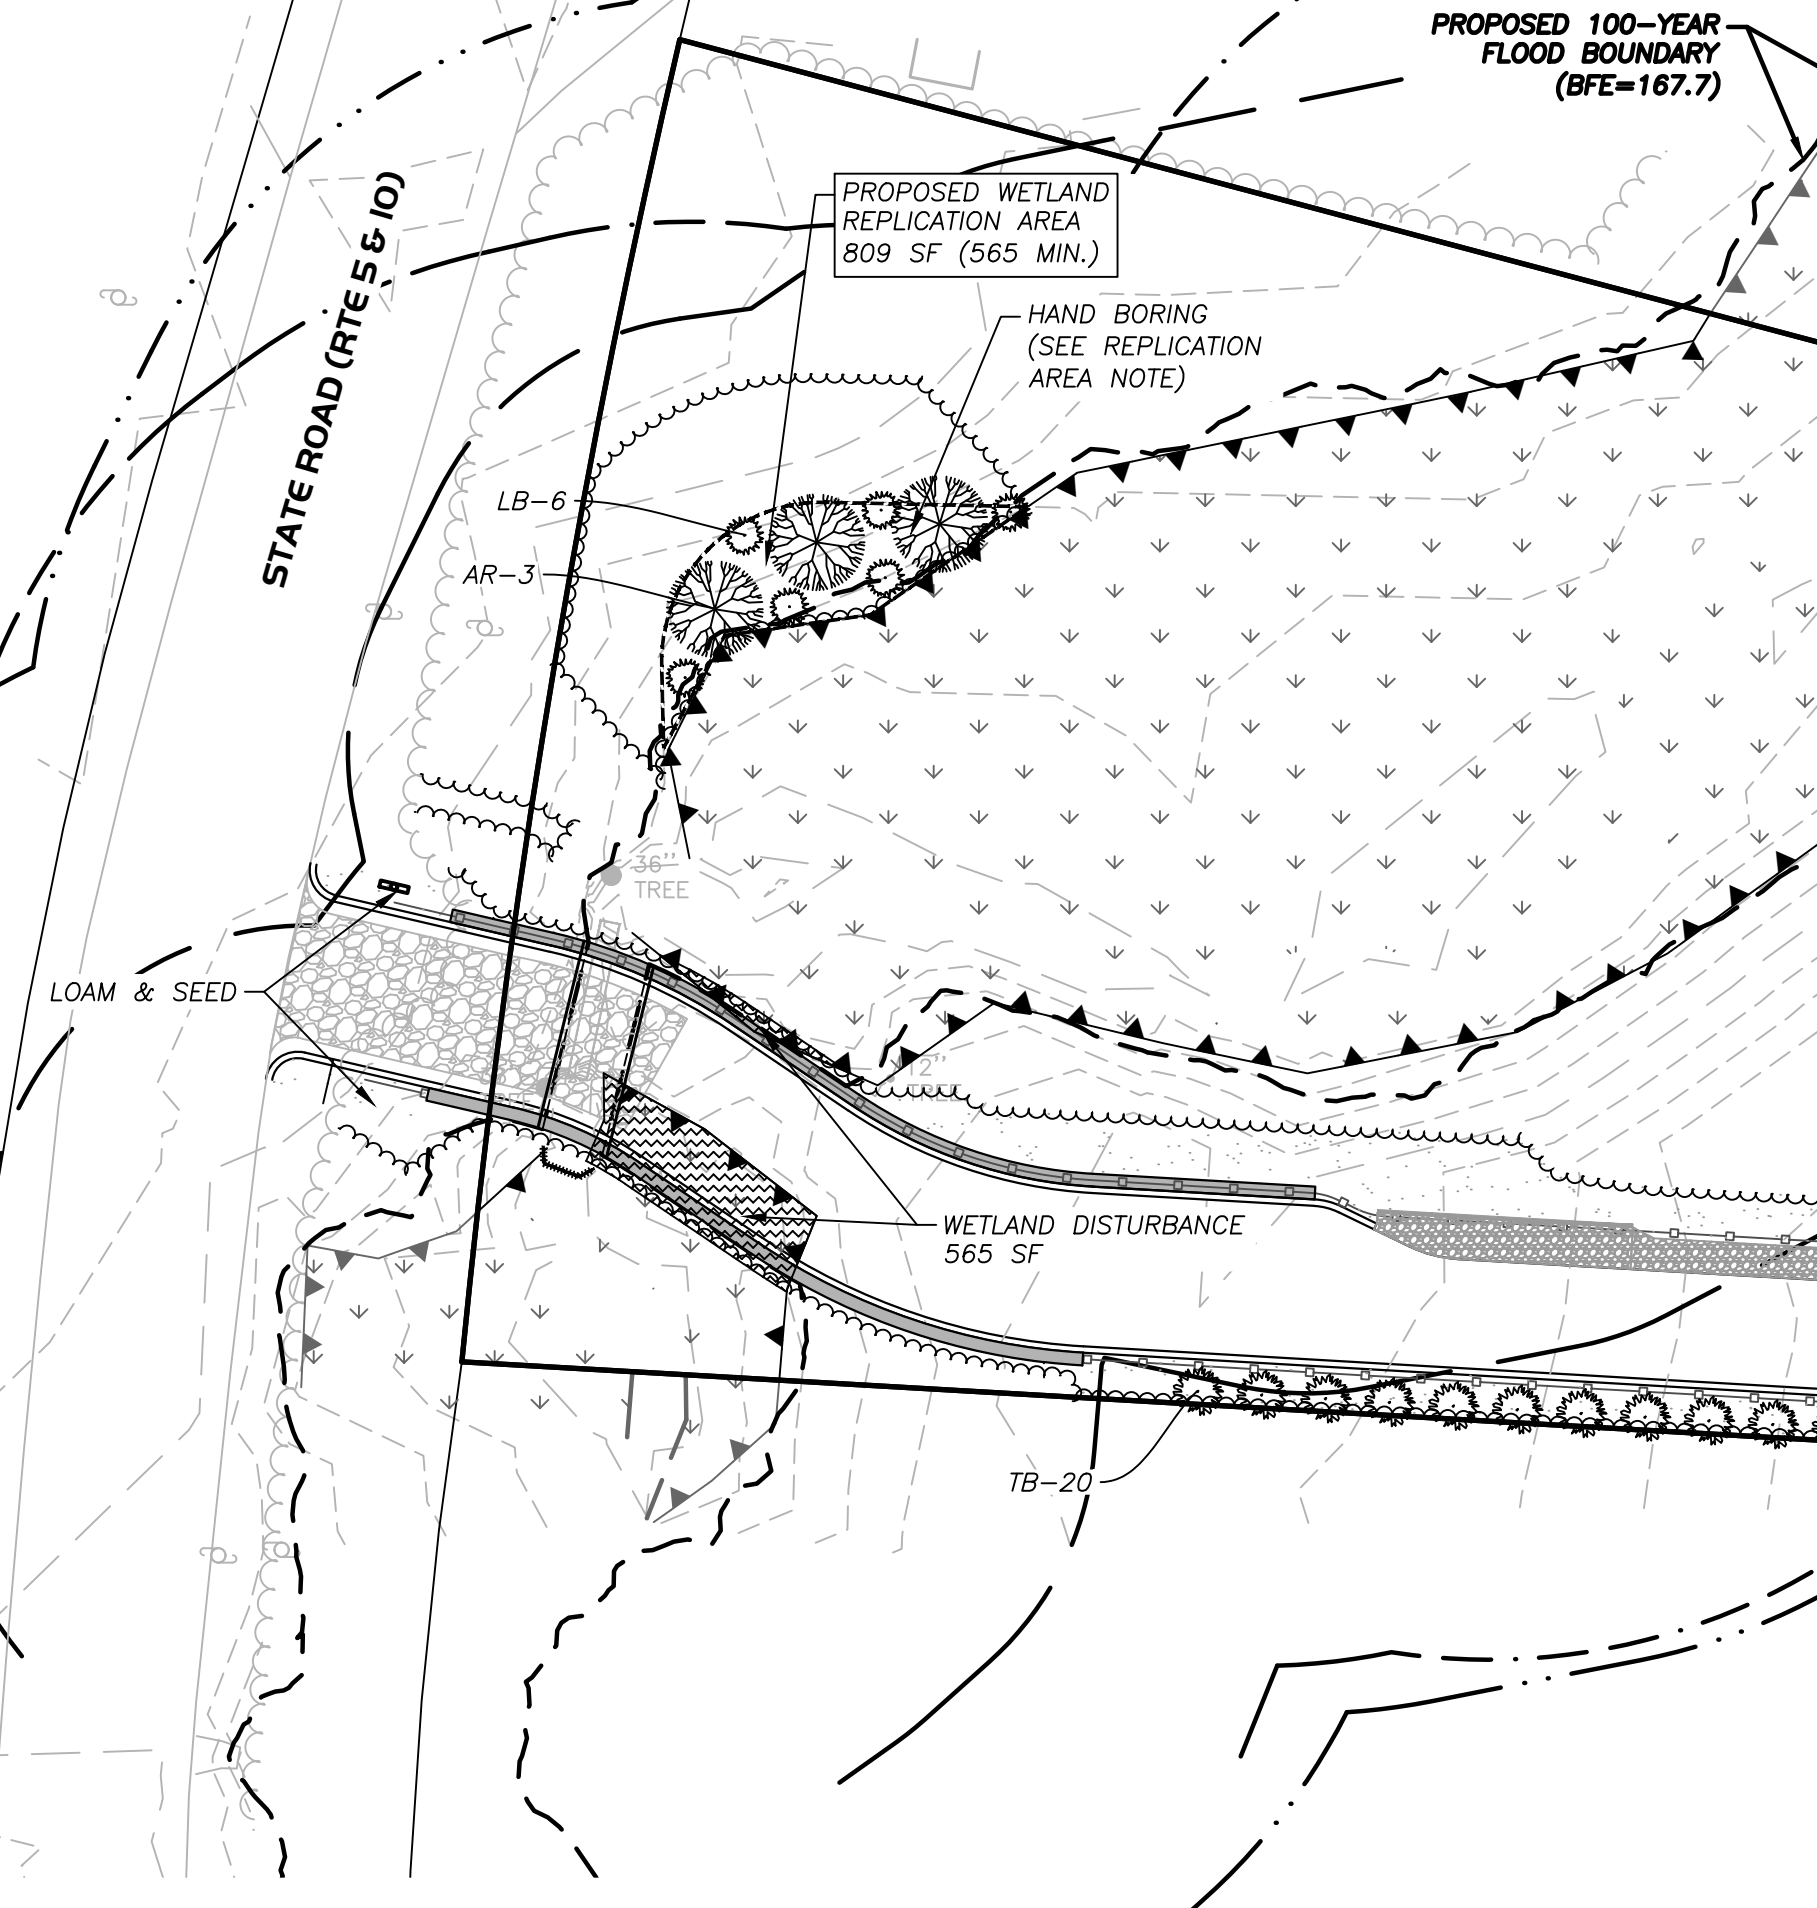 PROPOSED 100-YEAR
FLOOD BOUNDARY
(BFE=167.7)
PROPOSED WETLAND
REPLICATION AREA
809 SF (565 MIN.)
STATE ROAD (RTE 5 & 10)
HAND BORING
(SEE REPLICATION
AREA NOTE)
LB-6
AR-3
36''
TREE
LOAM & SEED
12''
TREE
TREE
WETLAND DISTURBANCE
565 SF
TB-20